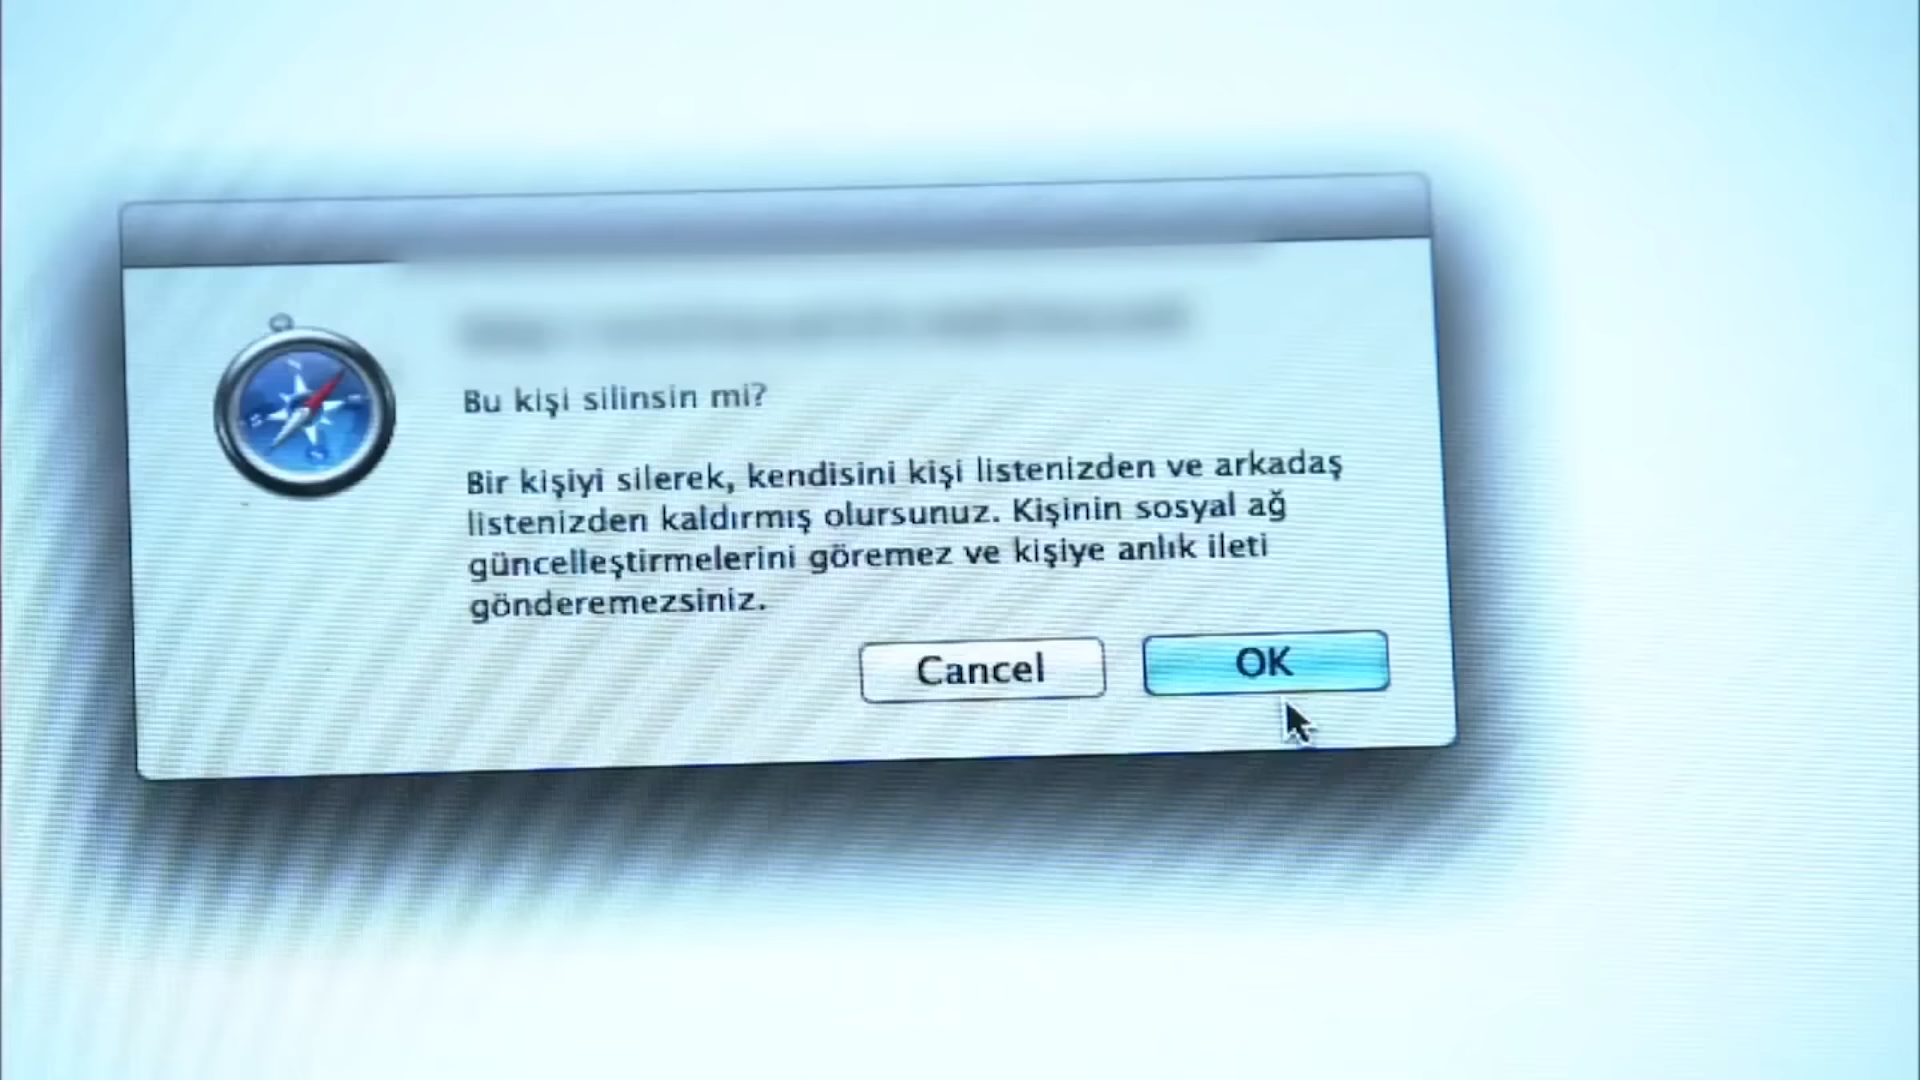 Bu kişi silinsin mi?
Bir kişiyi silerek, kendisini kişi listenizden ve arkadaş
listenizden kaldırmış olursunuz. Kişinin sosyal ağ
güncelleştirmelerini göremez ve kişiye anlık ileti
gönderemezsiniz.
Cancel
OK